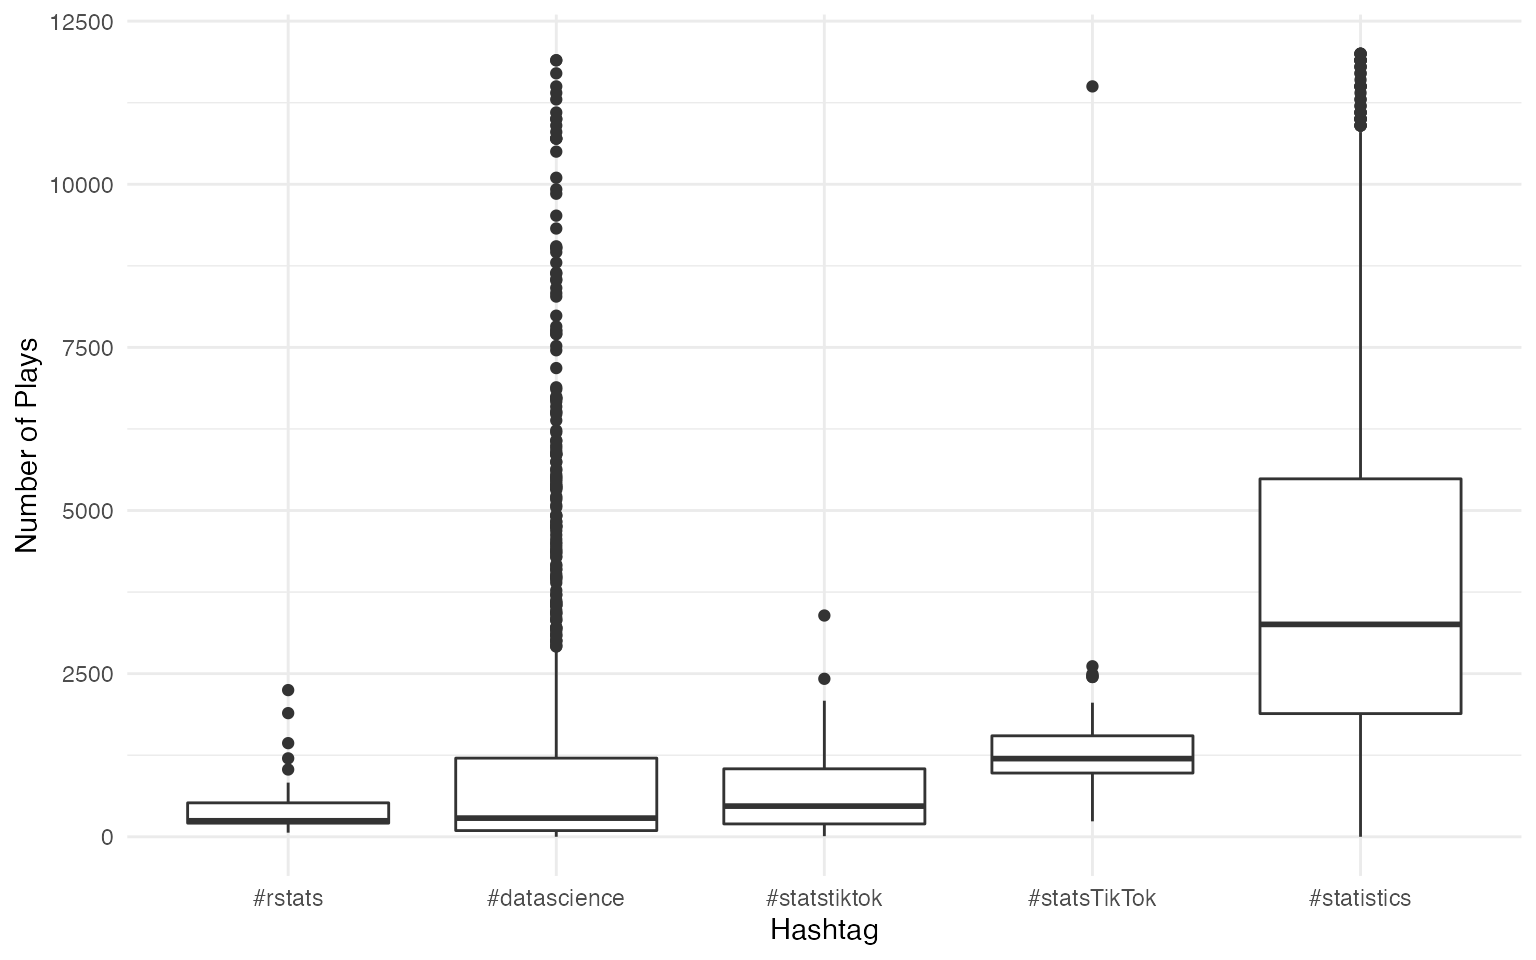 12500
10000
7500
5000
2500
0
Number of Plays
#rstats
#datascience
#statstiktok
#statsTikTok
#statistics
Hashtag